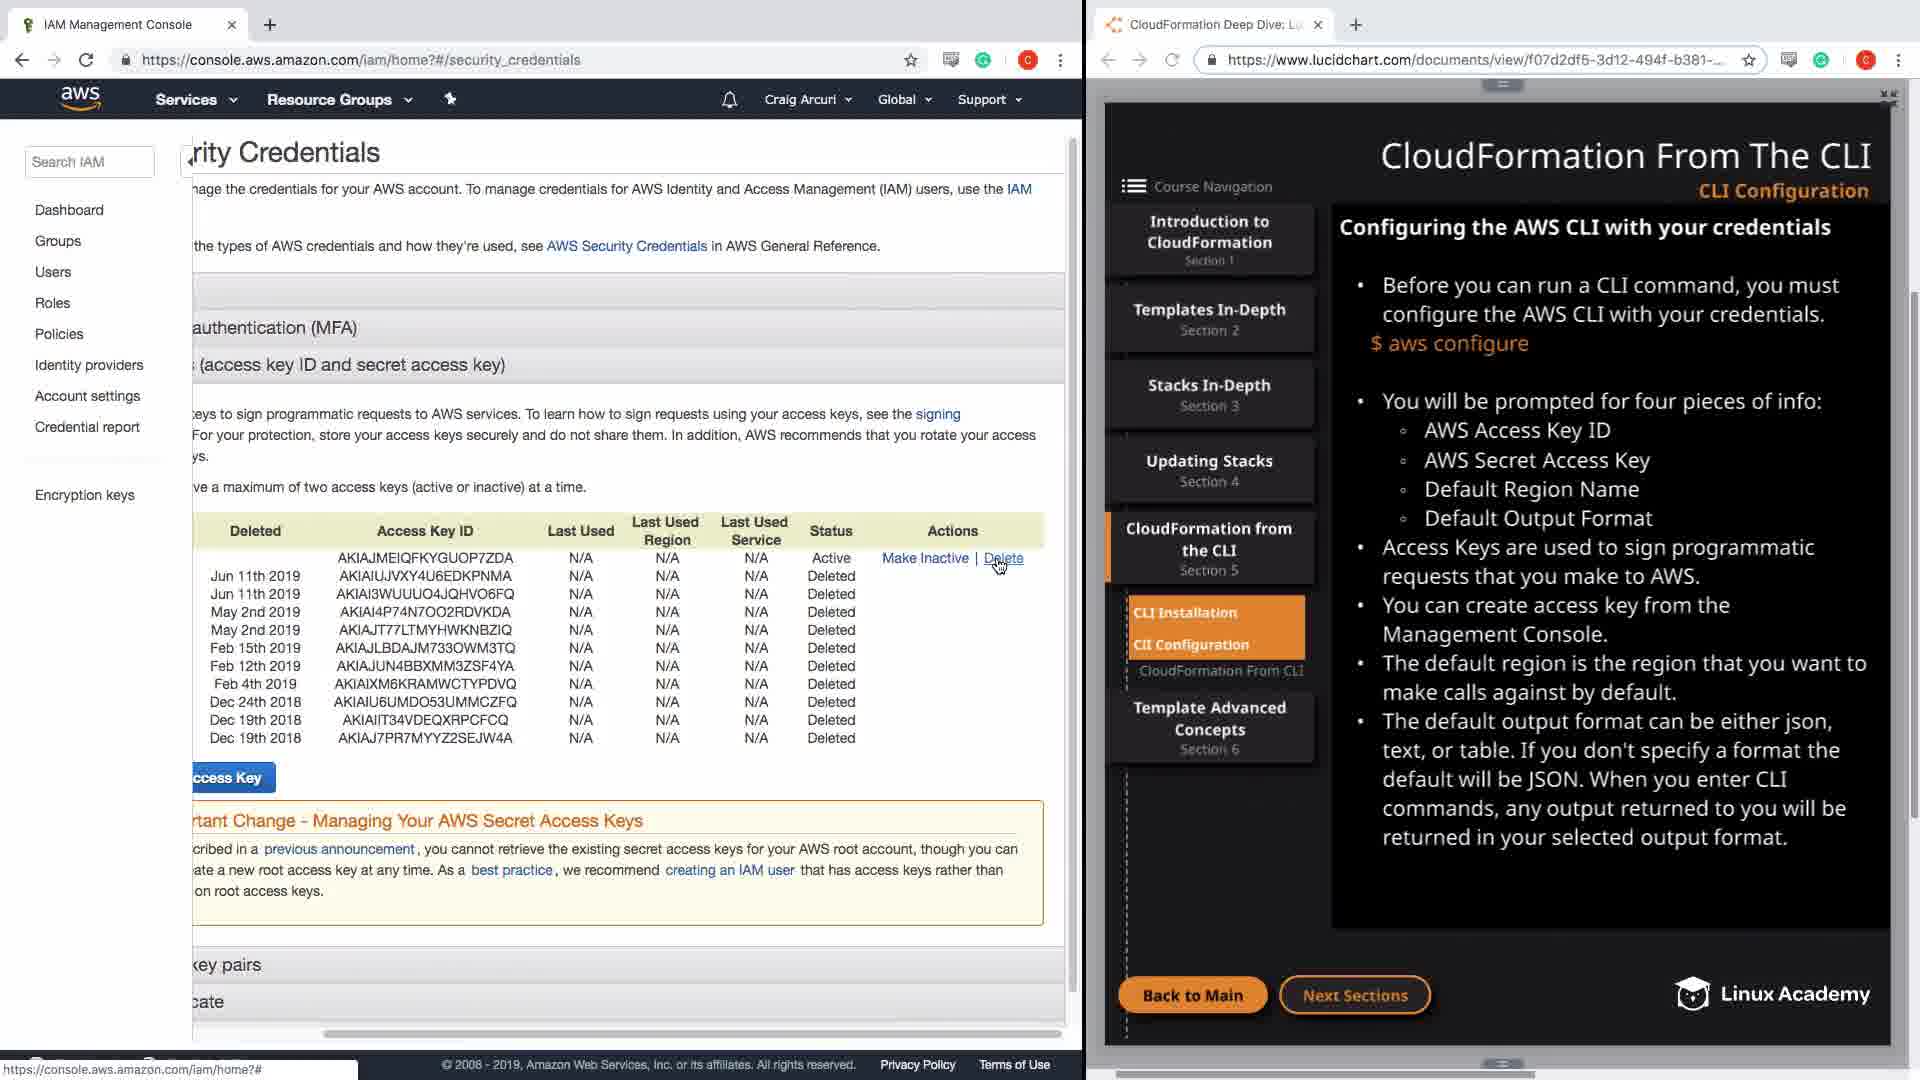 IAM Management Console
https://console.aws.amazon.com/iam/home?#/security_credentials
aws
Services
Resource Groups
Craig Arcuri
Global
Support
Search IAM
Dashboard
Groups
Users
Roles
Policies
Identity providers
Account settings
Credential report
Encryption keys
rity Credentials
nage the credentials for your AWS account. To manage credentials for AWS Identity and Access Management (IAM) users, use the IAM
the types of AWS credentials and how they're used, see AWS Security Credentials in AWS General Reference.
authentication (MFA)
(access key ID and secret access key)
eys to sign programmatic requests to AWS services. To learn how to sign requests using your access keys, see the signing
For your protection, store your access keys securely and do not share them. In addition, AWS recommends that you rotate your access
ys.
ve a maximum of two access keys (active or inactive) at a time.
Deleted Access Key ID Last Used Last Used Region Last Used Service Status Actions
AKIAJMEIQFKYGUOP7ZDA N/A N/A N/A Active Make Inactive | Delete
Jun 11th 2019 AKIAIUJVXY4U6EDKPNMA N/A N/A N/A Deleted
Jun 11th 2019 AKIAI3WUUUO4JQHVO6FQ N/A N/A N/A Deleted
May 2nd 2019 AKIAI4P74N7OO2RDVKDA N/A N/A N/A Deleted
May 2nd 2019 AKIAJT77LTMYHWKNBZIQ N/A N/A N/A Deleted
Feb 15th 2019 AKIAJLBDAJM733OWM3TQ N/A N/A N/A Deleted
Feb 12th 2019 AKIAJUN4BBXMM3ZSF4YA N/A N/A N/A Deleted
Feb 4th 2019 AKIAIXM6KRAMWCTYPDVQ N/A N/A N/A Deleted
Dec 24th 2018 AKIAIU6UMDO53UMMCZFQ N/A N/A N/A Deleted
Dec 19th 2018 AKIAIIT34VDEQXRPCFCQ N/A N/A N/A Deleted
Dec 19th 2018 AKIAJ7PR7MYYZ2SEJW4A N/A N/A N/A Deleted
ccess Key
rtant Change - Managing Your AWS Secret Access Keys
cribed in a previous announcement, you cannot retrieve the existing secret access keys for your AWS root account, though you can
ate a new root access key at any time. As a best practice, we recommend creating an IAM user that has access keys rather than
on root access keys.
key pairs
cate
https://console.aws.amazon.com/iam/home?#
© 2008 - 2019, Amazon Web Services, Inc. or its affiliates. All rights reserved.
Privacy Policy
Terms of Use
CloudFormation Deep Dive: Lu
https://www.lucidchart.com/documents/view/f07d2df5-3d12-494f-b381-...
CloudFormation From The CLI
CLI Configuration
Course Navigation
Introduction to
CloudFormation
Section 1
Templates In-Depth
Section 2
Stacks In-Depth
Section 3
Updating Stacks
Section 4
CloudFormation from
the CLI
Section 5
CLI Installation
ClI Configuration
CloudFormation From CLI
Template Advanced
Concepts
Section 6
Configuring the AWS CLI with your credentials
• Before you can run a CLI command, you must
configure the AWS CLI with your credentials.
$ aws configure
• You will be prompted for four pieces of info:
◦ AWS Access Key ID
◦ AWS Secret Access Key
◦ Default Region Name
◦ Default Output Format
• Access Keys are used to sign programmatic
requests that you make to AWS.
• You can create access key from the
Management Console.
• The default region is the region that you want to
make calls against by default.
• The default output format can be either json,
text, or table. If you don't specify a format the
default will be JSON. When you enter CLI
commands, any output returned to you will be
returned in your selected output format.
Back to Main
Next Sections
Linux Academy